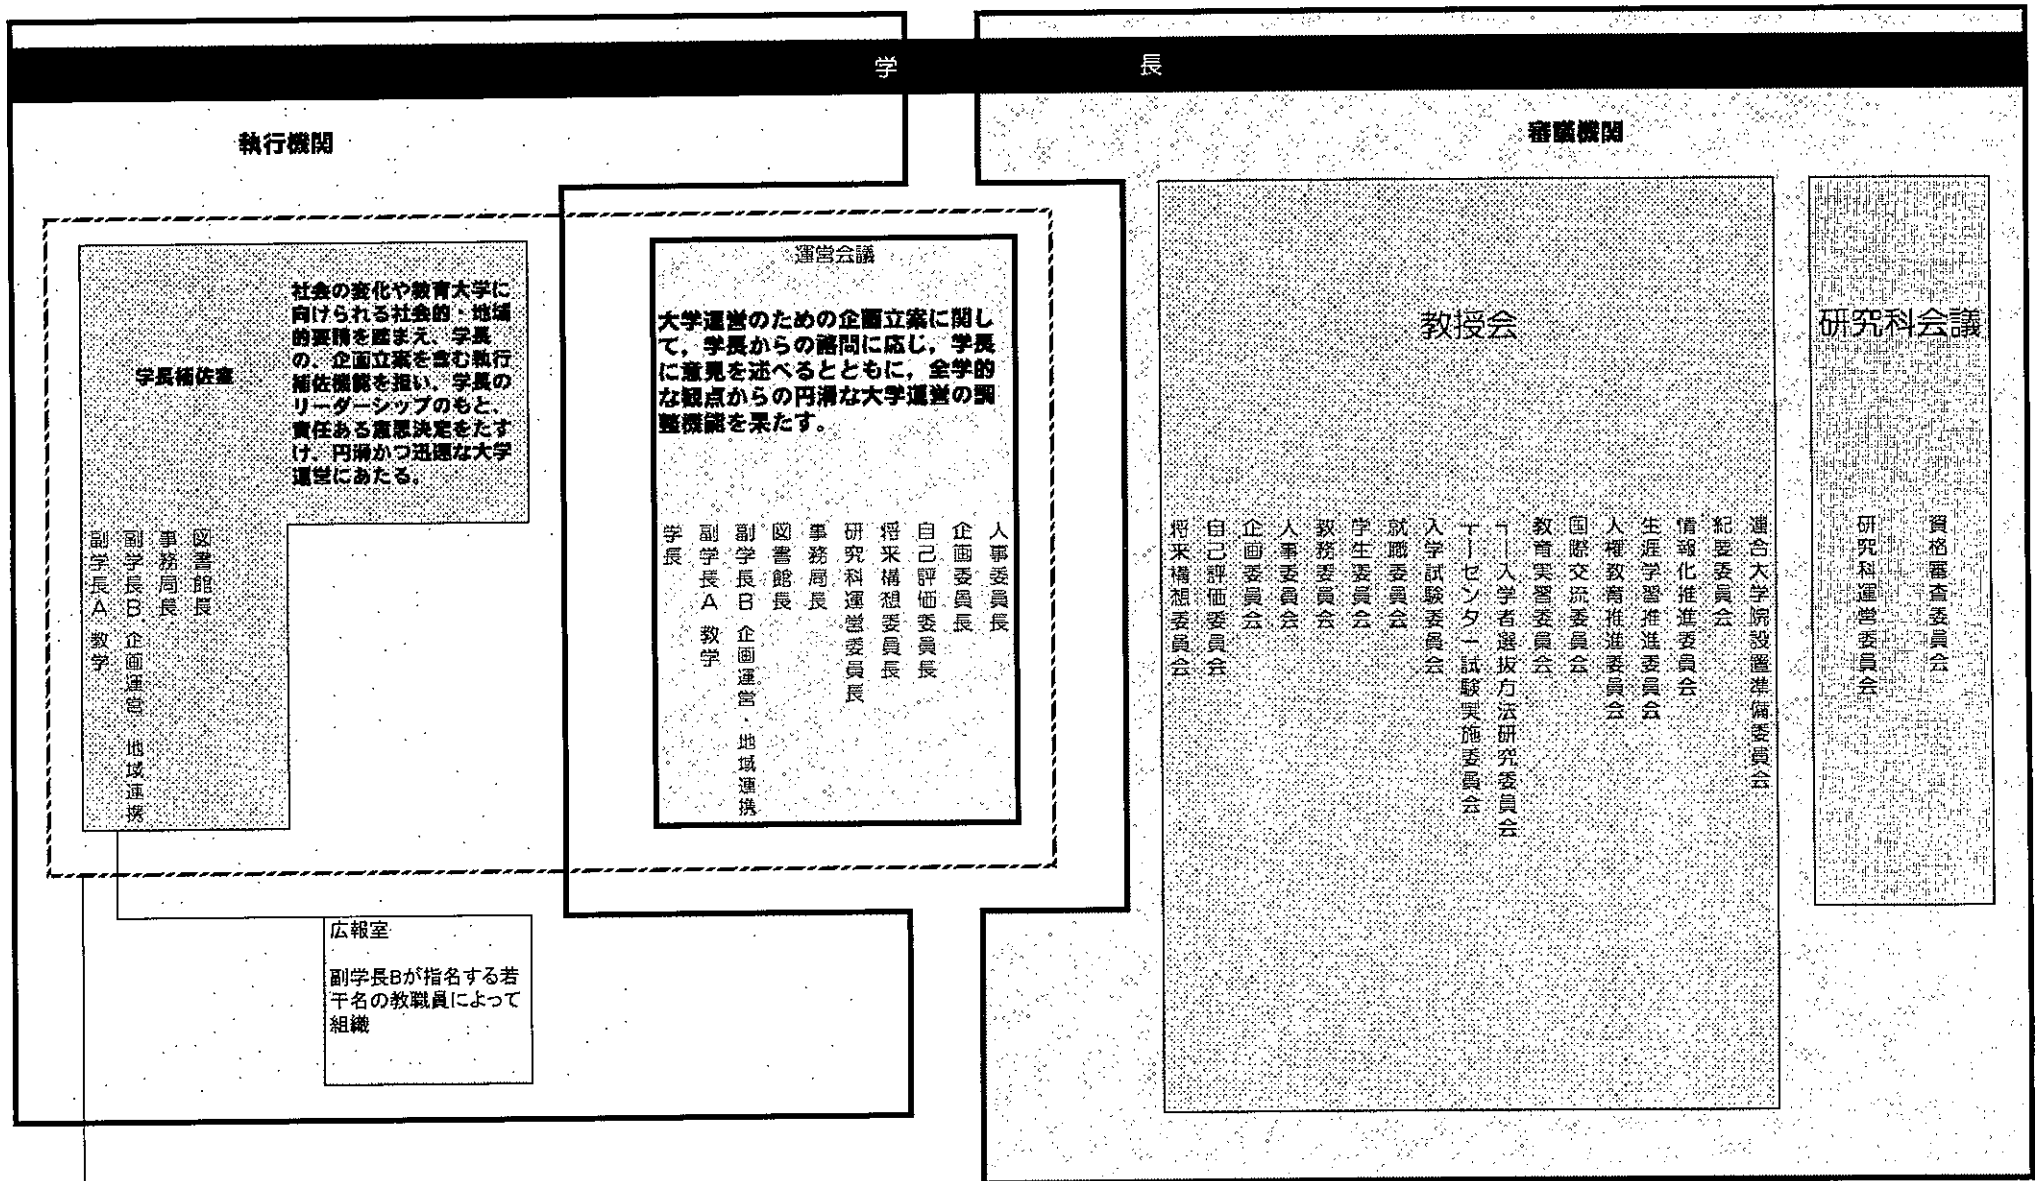 学長
執行機関
審議機関
学長補佐室
社会の変化や教育大学に
向けられる社会的・地域
的要請を踏まえ、学長
の、企画立案を含む執行
補佐機能を担い、学長の
リーダーシップのもと、
責任ある意思決定をたす
け、円滑かつ迅速な大学
運営にあたる。
副学長A 教学
副学長B 企画運営 地域連携
事務局長
図書館長
運営会議
大学運営のための企画立案に関し
て，学長からの諮問に応じ，学長
に意見を述べるとともに，全学的
な観点からの円滑な大学運営の調
整機能を果たす。
学長
副学長A 教学
副学長B 企画運営・地域連携
図書館長
事務局長
研究科運営委員長
将来構想委員長
自己評価委員長
企画委員長
人事委員長
教授会
将来構想委員会
自己評価委員会
企画委員会
人事委員会
教務委員会
学生委員会
就職委員会
入学試験委員会
センター試験実施委員会
入学者選抜方法研究委員会
教育実習委員会
国際交流委員会
人権教育推進委員会
生涯学習推進委員会
情報化推進委員会
紀要委員会
連合大学院設置準備委員会
研究科会議
研究科運営委員会
資格審査委員会
広報室
副学長Bが指名する若
干名の教職員によって
組織